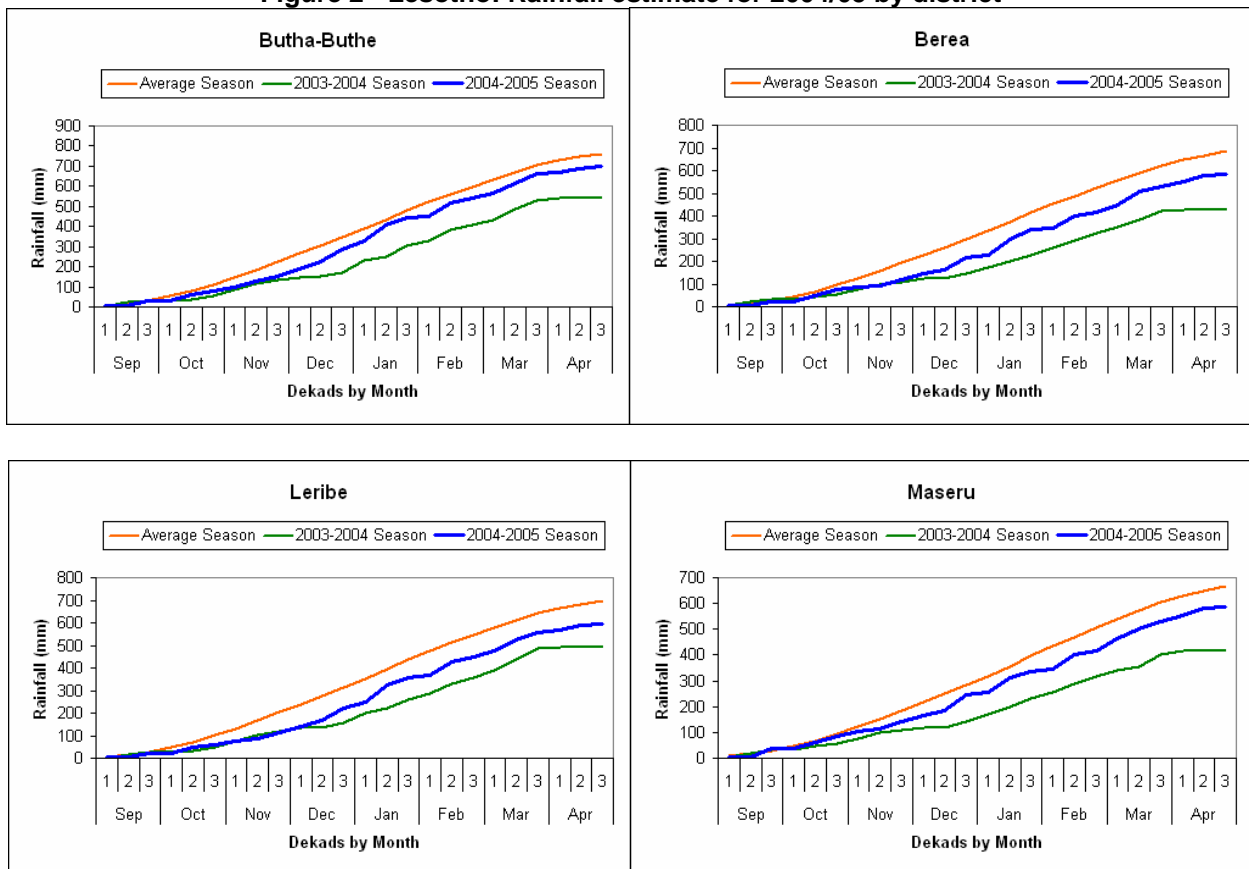 Figure 2 - Lesotho: Rainfall estimate for 2004/05 by district
Butha-Buthe
Average Season 2003-2004 Season 2004-2005 Season
Rainfall (mm)
900
800
700
600
500
400
300
200
100
0
1 2 3 1 2 3 1 2 3 1 2 3 1 2 3 1 2 3 1 2 3 1 2 3
Sep Oct Nov Dec Jan Feb Mar Apr
Dekads by Month
Berea
Average Season 2003-2004 Season 2004-2005 Season
Rainfall (mm)
800
700
600
500
400
300
200
100
0
1 2 3 1 2 3 1 2 3 1 2 3 1 2 3 1 2 3 1 2 3 1 2 3
Sep Oct Nov Dec Jan Feb Mar Apr
Dekads by Month
Leribe
Average Season 2003-2004 Season 2004-2005 Season
Rainfall (mm)
800
700
600
500
400
300
200
100
0
1 2 3 1 2 3 1 2 3 1 2 3 1 2 3 1 2 3 1 2 3 1 2 3
Sep Oct Nov Dec Jan Feb Mar Apr
Dekads by Month
Maseru
Average Season 2003-2004 Season 2004-2005 Season
Rainfall (mm)
700
600
500
400
300
200
100
0
1 2 3 1 2 3 1 2 3 1 2 3 1 2 3 1 2 3 1 2 3 1 2 3
Sep Oct Nov Dec Jan Feb Mar Apr
Dekads by Month